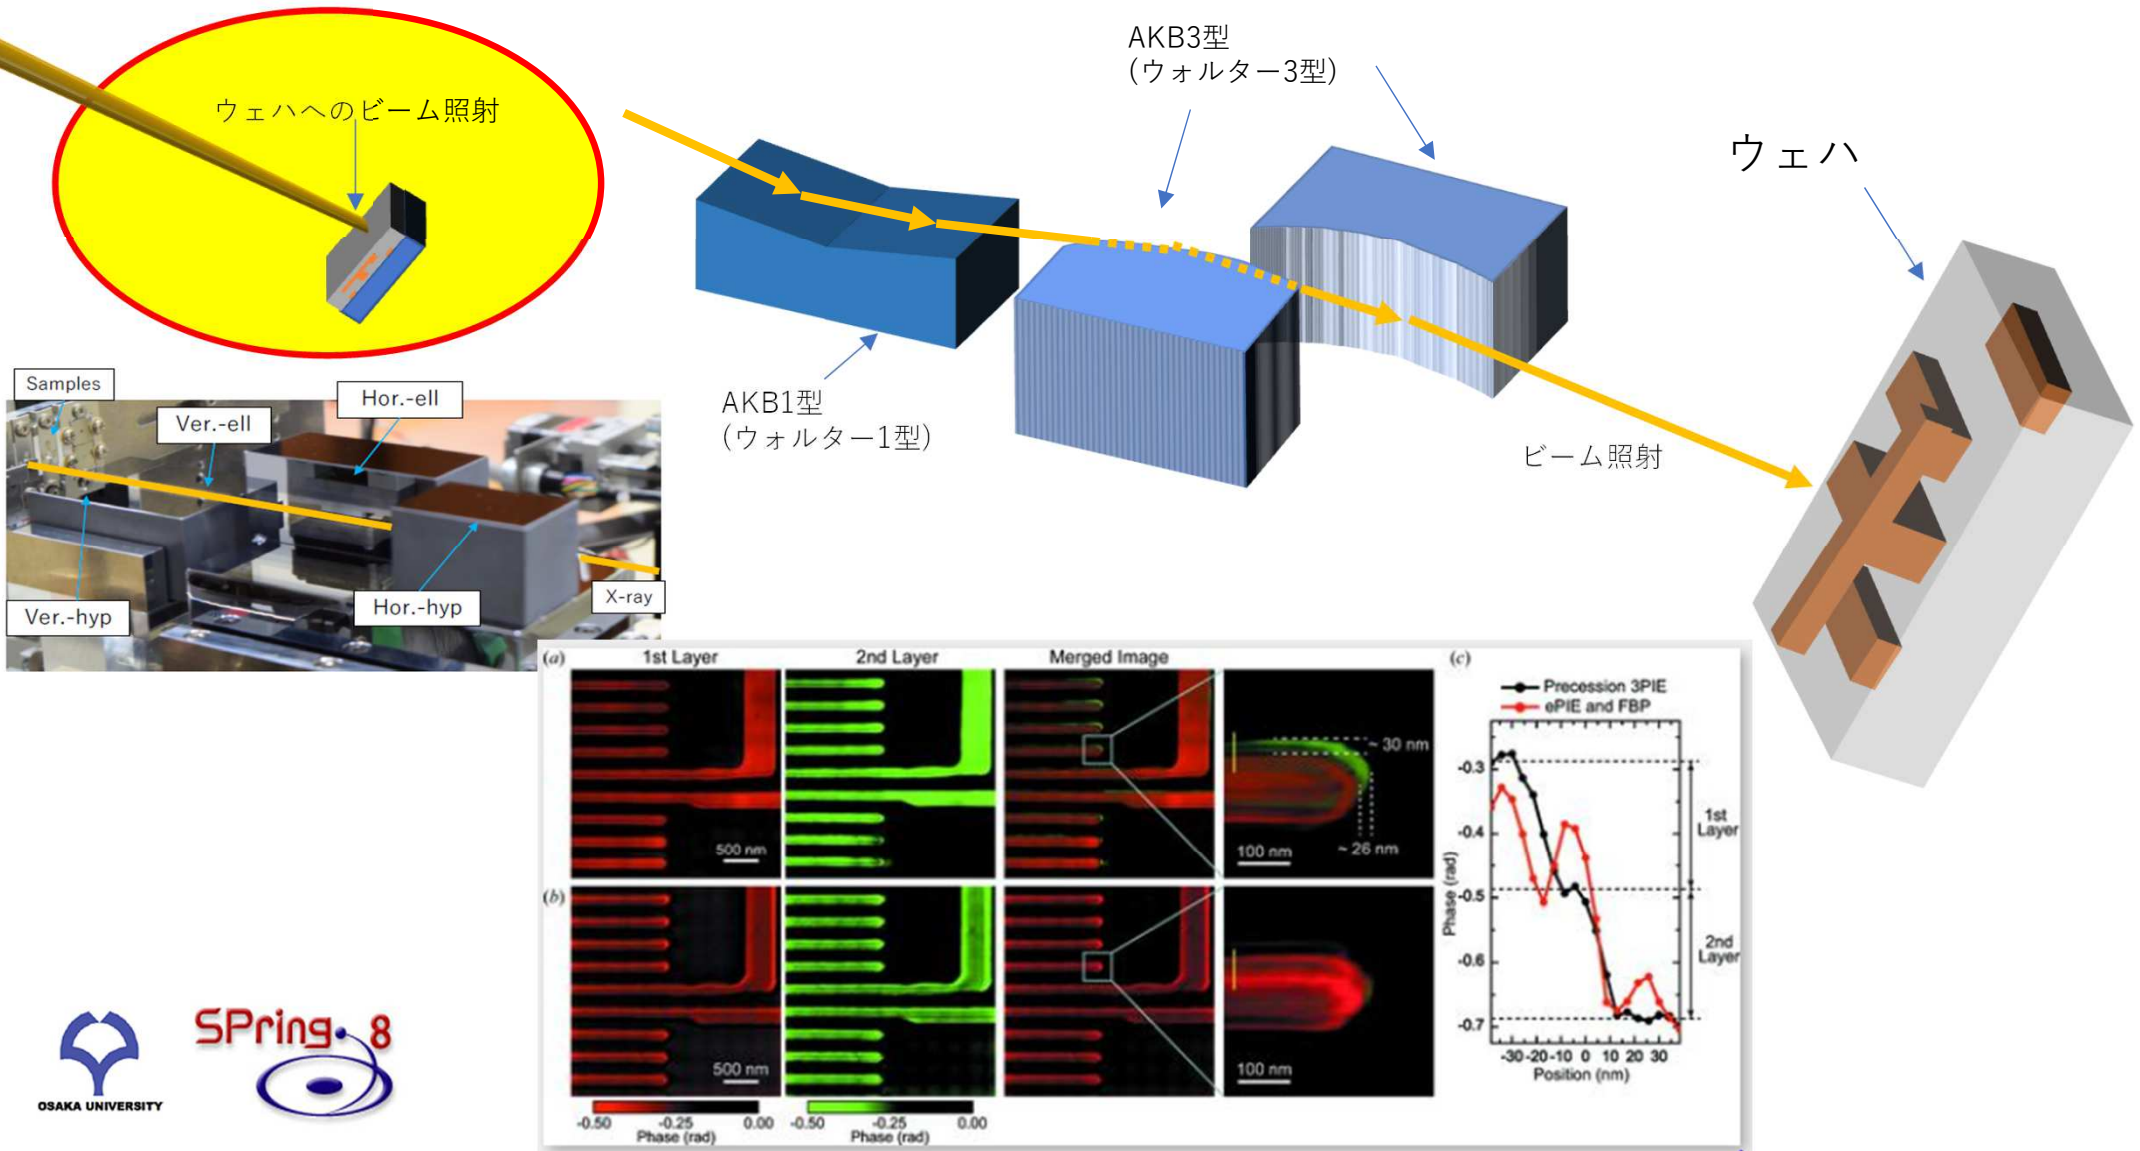 ウェハへのビーム照射
AKB3型
(ウォルター3型)
ウェハ
AKB1型
(ウォルター1型)
ビーム照射
Samples
Hor.-ell
Ver.-ell
Ver.-hyp
Hor.-hyp
X-ray
(a)
1st Layer
2nd Layer
Merged Image
500 nm
~ 30 nm
~ 26 nm
100 nm
(b)
500 nm
100 nm
-0.50
-0.25
0.00
Phase (rad)
-0.50
-0.25
0.00
Phase (rad)
(c)
Precession 3PIE
ePIE and FBP
-0.3
-0.4
-0.5
-0.6
-0.7
Phase (rad)
1st
Layer
2nd
Layer
-30 -20 -10 0 10 20 30
Position (nm)
OSAKA UNIVERSITY
SPring-8